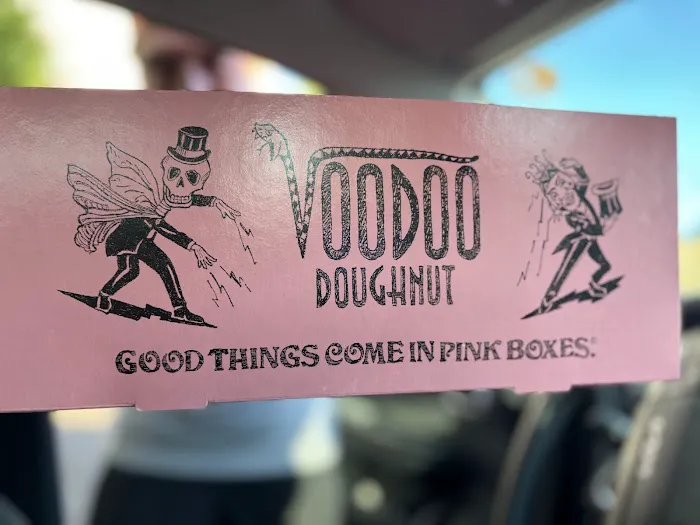 VOODOO
DOUGHNUT
GOOD THINGS COME IN PINK BOXES.®